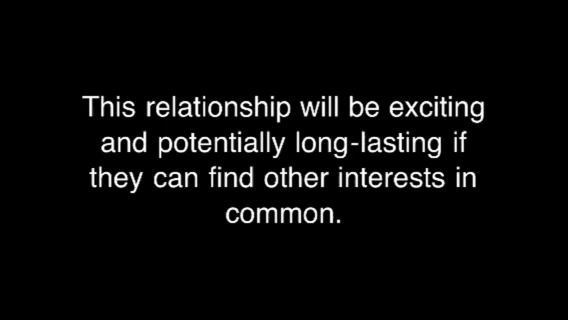 This relationship will be exciting
and potentially long-lasting if
they can find other interests in
common.